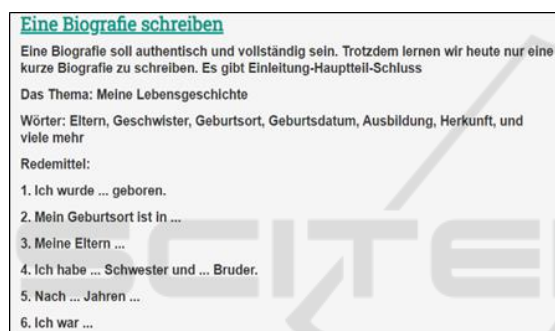 Eine Biografie schreiben
Eine Biografie soll authentisch und vollständig sein. Trotzdem lernen wir heute nur eine
kurze Biografie zu schreiben. Es gibt Einleitung-Hauptteil-Schluss
Das Thema: Meine Lebensgeschichte
Wörter: Eltern, Geschwister, Geburtsort, Geburtsdatum, Ausbildung, Herkunft, und
viele mehr
Redemittel:
1. Ich wurde ... geboren.
2. Mein Geburtsort ist in ...
3. Meine Eltern ...
4. Ich habe ... Schwester und ... Bruder.
5. Nach ... Jahren ...
6. Ich war ...